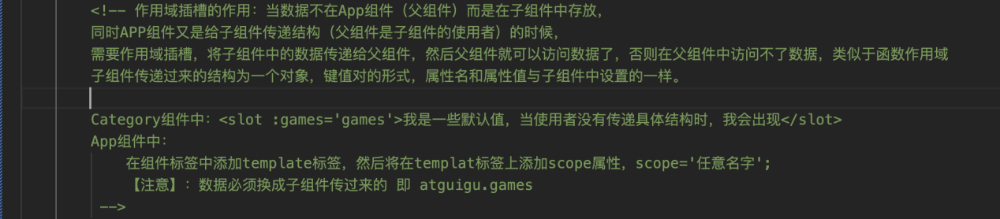 <!-- 作用域插槽的作用：当数据不在App组件（父组件）而是在子组件中存放，
同时APP组件又是给子组件传递结构（父组件是子组件的使用者）的时候，
需要作用域插槽，将子组件中的数据传递给父组件，然后父组件就可以访问数据了，否则在父组件中访问不了数据，类似于函数作用域
子组件传递过来的结构为一个对象，键值对的形式，属性名和属性值与子组件中设置的一样。
Category组件中：<slot :games='games'>我是一些默认值，当使用者没有传递具体结构时，我会出现</slot>
App组件中：
在组件标签中添加template标签，然后将在templat标签上添加scope属性，scope='任意名字';
【注意】：数据必须换成子组件传过来的 即 atguigu.games
-->